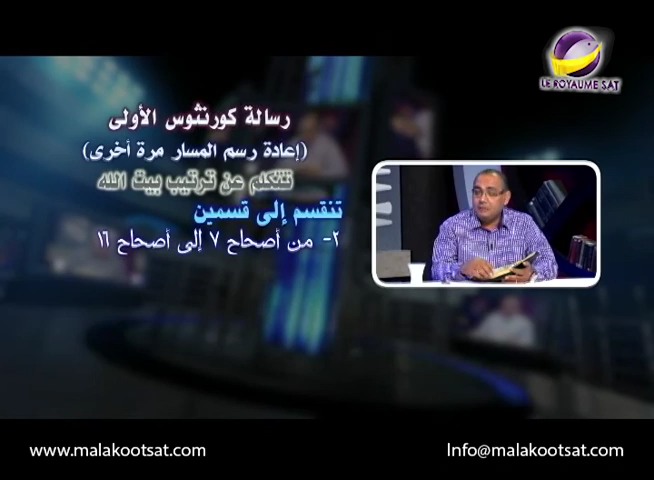 LE ROYAUME SAT
رسالة كورنثوس الأولى
(إعادة رسم المسار مرة أخرى)
تتكلم عن ترتيب بيت الله
تنقسم إلى قسمين
٢- من أصحاح ٧ إلى أصحاح ١٦
www.malakootsat.com
Info@malakootsat.com